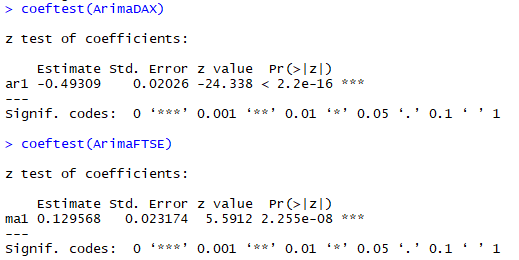 > coeftest(ArimaDAX)
z test of coefficients:
Estimate Std. Error z value Pr(>|z|)
ar1 -0.49309 0.02026 -24.338 < 2.2e-16 ***
---
Signif. codes: 0 ‘***’ 0.001 ‘**’ 0.01 ‘*’ 0.05 ‘.’ 0.1 ‘ ’ 1
> coeftest(ArimaFTSE)
z test of coefficients:
Estimate Std. Error z value Pr(>|z|)
ma1 0.129568 0.023174 5.5912 2.255e-08 ***
---
Signif. codes: 0 ‘***’ 0.001 ‘**’ 0.01 ‘*’ 0.05 ‘.’ 0.1 ‘ ’ 1